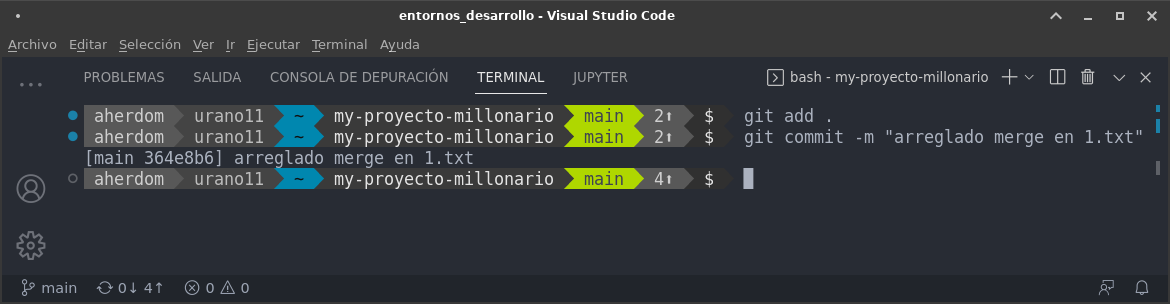 entornos_desarrollo - Visual Studio Code
Archivo Editar Selección Ver Ir Ejecutar Terminal Ayuda
PROBLEMAS SALIDA CONSOLA DE DEPURACIÓN TERMINAL JUPYTER bash - my-proyecto-millonario
aherdom urano11 ~ my-proyecto-millonario main 2⬆ $ git add .
aherdom urano11 ~ my-proyecto-millonario main 2⬆ $ git commit -m "arreglado merge en 1.txt"
[main 364e8b6] arreglado merge en 1.txt
aherdom urano11 ~ my-proyecto-millonario main 4⬆ $
main 0↓ 4↑ 0 0